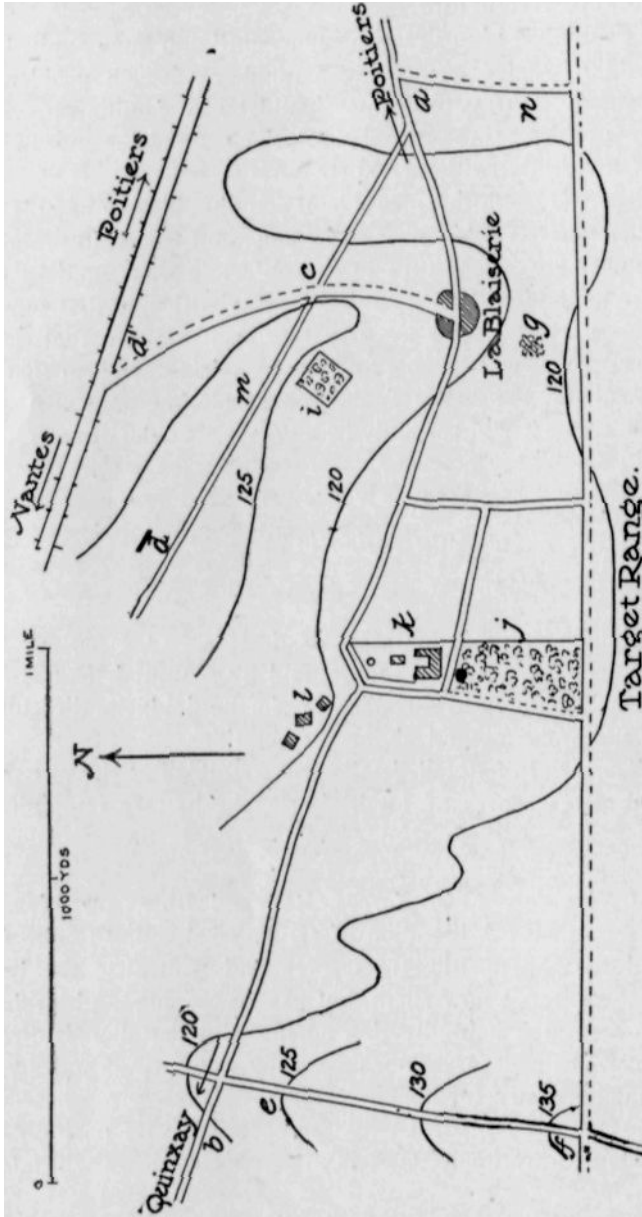 0
1000 YDS
1 MILE
N
Nantes
Poitiers
d"
d
m
c
125
i
l
120
Poitiers
a
Quinxay
b
120
k
La Blaiserie
e
125
j
g
n
130
120
f
135
Target Range.